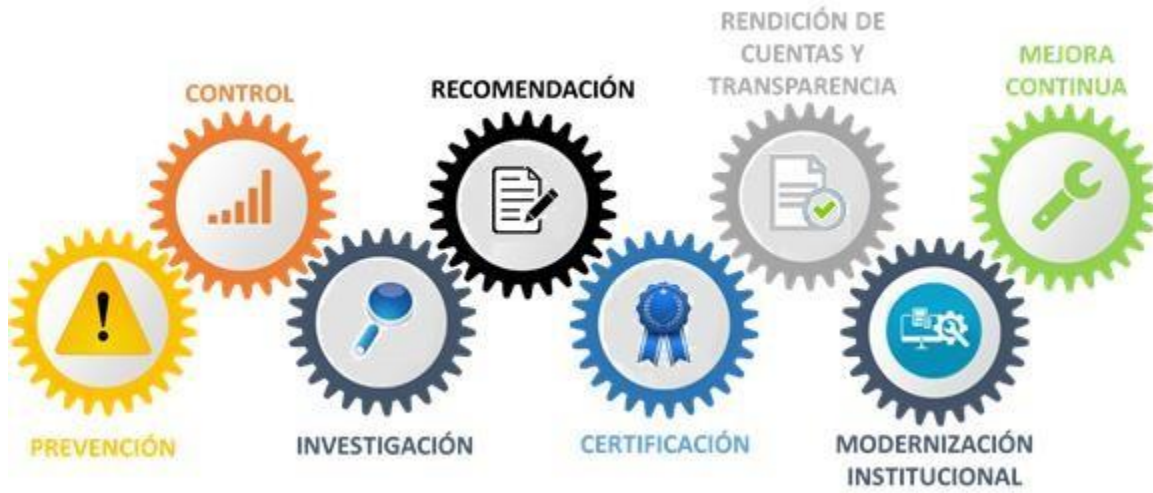 RENDICIÓN DE
CUENTAS Y
TRANSPARENCIA
MEJORA
CONTINUA
CONTROL
RECOMENDACIÓN
PREVENCIÓN
INVESTIGACIÓN
CERTIFICACIÓN
MODERNIZACIÓN
INSTITUCIONAL